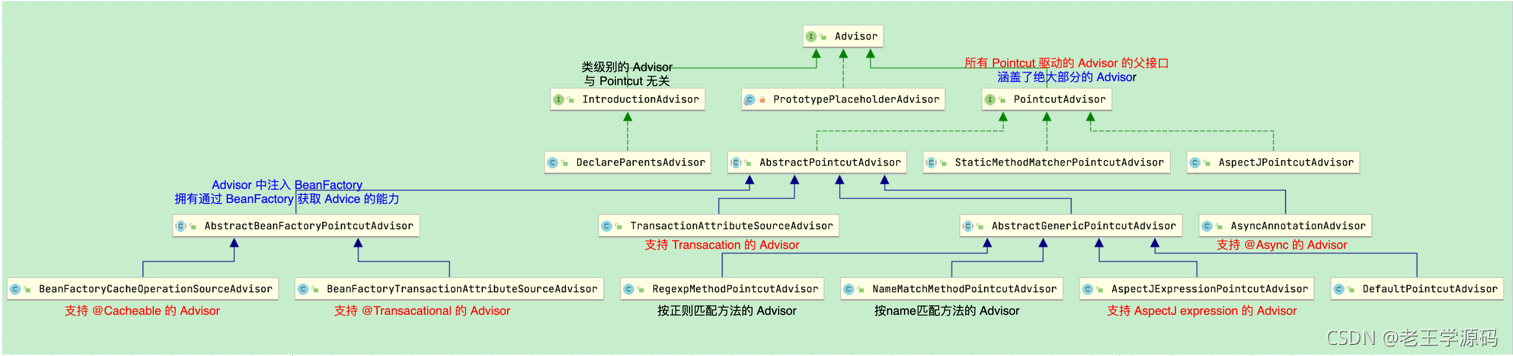 Advisor
类级别的 Advisor
与 Pointcut 无关
所有 Pointcut 驱动的 Advisor 的父接口
涵盖了绝大部分的 Advisor
IntroductionAdvisor
PrototypePlaceholderAdvisor
PointcutAdvisor
DeclareParentsAdvisor
AbstractPointcutAdvisor
StaticMethodMatcherPointcutAdvisor
AspectJPointcutAdvisor
Advisor 中注入 BeanFactory
拥有通过 BeanFactory 获取 Advice 的能力
AbstractBeanFactoryPointcutAdvisor
TransactionAttributeSourceAdvisor
AbstractGenericPointcutAdvisor
AsyncAnnotationAdvisor
支持 Transacation 的 Advisor
支持 @Async 的 Advisor
BeanFactoryCacheOperationSourceAdvisor
BeanFactoryTransactionAttributeSourceAdvisor
RegexpMethodPointcutAdvisor
NameMatchMethodPointcutAdvisor
AspectJExpressionPointcutAdvisor
DefaultPointcutAdvisor
支持 @Cacheable 的 Advisor
支持 @Transacational 的 Advisor
按正则匹配方法的 Advisor
按name匹配方法的 Advisor
支持 AspectJ expression 的 Advisor
CSDN @老王学源码